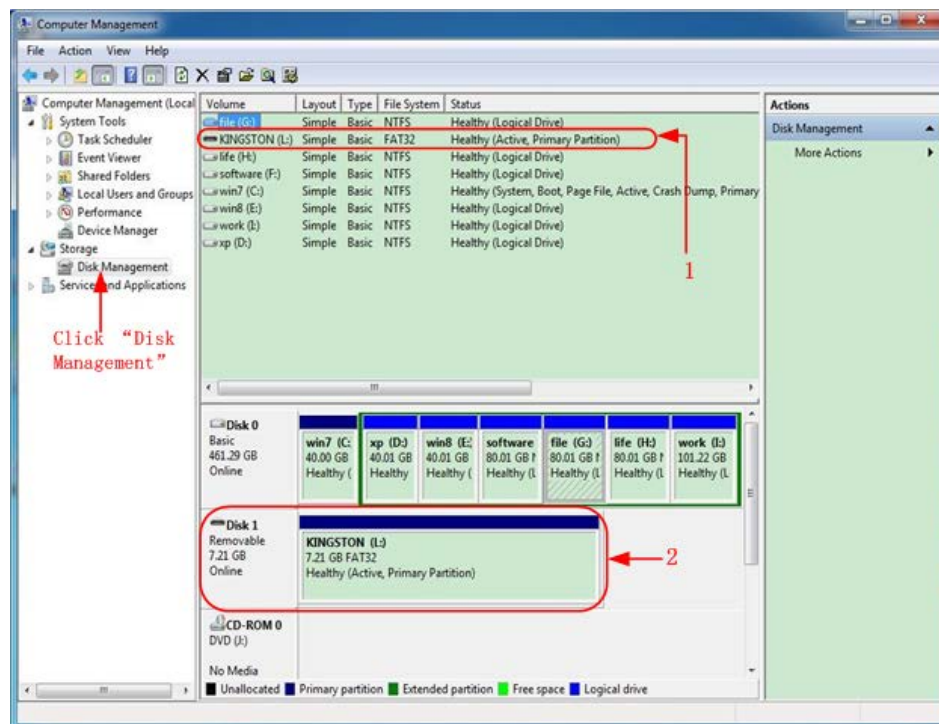 Computer Management
File Action View Help
Computer Management (Local
System Tools
Task Scheduler
Event Viewer
Shared Folders
Local Users and Groups
Performance
Device Manager
Storage
Disk Management
Services and Applications
Click “Disk
Management”
Volume Layout Type File System Status
file (G:) Simple Basic NTFS Healthy (Logical Drive)
KINGSTON (L:) Simple Basic FAT32 Healthy (Active, Primary Partition)
life (H:) Simple Basic NTFS Healthy (Logical Drive)
software (F:) Simple Basic NTFS Healthy (Logical Drive)
win7 (C:) Simple Basic NTFS Healthy (System, Boot, Page File, Active, Crash Dump, Primary
win8 (E:) Simple Basic NTFS Healthy (Logical Drive)
work (I:) Simple Basic NTFS Healthy (Logical Drive)
xp (D:) Simple Basic NTFS Healthy (Logical Drive)
1
Actions
Disk Management
More Actions
Disk 0
Basic
461.29 GB
Online
win7 (C:
40.00 GB
Healthy (
xp (D:)
40.01 GB
Healthy
win8 (E:
40.01 GB
Healthy (
software
80.01 GB N
Healthy (L
file (G:)
80.01 GB N
Healthy (L
life (H:)
80.01 GB N
Healthy (L
work (I:)
101.22 GB
Healthy (L
Disk 1
Removable
7.21 GB
Online
KINGSTON (L:)
7.21 GB FAT32
Healthy (Active, Primary Partition)
2
CD-ROM 0
DVD (J:)
No Media
Unallocated Primary partition Extended partition Free space Logical drive